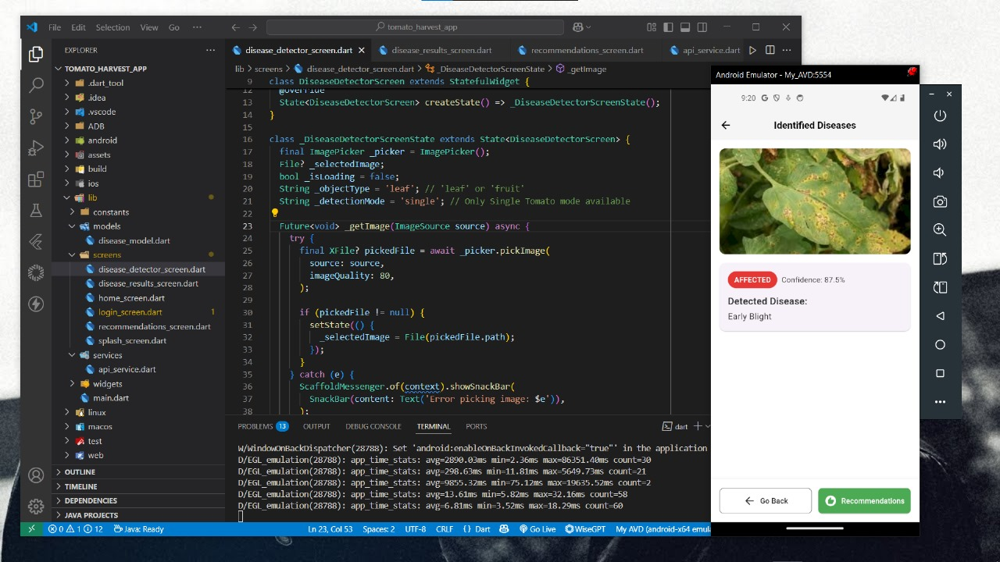 File Edit Selection View Go ···
tomato_harvest_app
EXPLORER
TOMATO_HARVEST_APP
.dart_tool
.idea
.vscode
ADB
android
assets
build
ios
lib
constants
models
disease_model.dart
screens
disease_detector_screen.dart
disease_results_screen.dart
home_screen.dart
login_screen.dart 1
recommendations_screen.dart
splash_screen.dart
services
api_service.dart
widgets
main.dart
linux
macos
test
web
OUTLINE
TIMELINE
DEPENDENCIES
JAVA PROJECTS
disease_detector_screen.dart disease_results_screen.dart recommendations_screen.dart api_service.dart
lib > screens > disease_detector_screen.dart > _DiseaseDetectorScreenState > _getImage
9 class DiseaseDetectorScreen extends StatefulWidget {
12 @override
13 State<DiseaseDetectorScreen> createState() => _DiseaseDetectorScreenState();
14 }
15
16 class _DiseaseDetectorScreenState extends State<DiseaseDetectorScreen> {
17 final ImagePicker _picker = ImagePicker();
18 File? _selectedImage;
19 bool _isLoading = false;
20 String _objectType = 'leaf'; // 'leaf' or 'fruit'
21 String _detectionMode = 'single'; // Only Single Tomato mode available
22
23 Future<void> _getImage(ImageSource source) async {
24 try {
25 final XFile? pickedFile = await _picker.pickImage(
26 source: source,
27 imageQuality: 80,
28 );
29
30 if (pickedFile != null) {
31 setState(() {
32 _selectedImage = File(pickedFile.path);
33 });
34 }
35 } catch (e) {
36 ScaffoldMessenger.of(context).showSnackBar(
37 SnackBar(content: Text('Error picking image: $e')),
38 );
PROBLEMS 13 OUTPUT DEBUG CONSOLE TERMINAL PORTS
dart
W/WindowOnBackDispatcher(28788): Set 'android:enableOnBackInvokedCallback="true"' in the application
D/EGL_emulation(28788): app_time_stats: avg=2890.03ms min=2.36ms max=86351.40ms count=30
D/EGL_emulation(28788): app_time_stats: avg=298.63ms min=11.81ms max=5649.73ms count=21
D/EGL_emulation(28788): app_time_stats: avg=9855.32ms min=75.12ms max=19635.52ms count=2
D/EGL_emulation(28788): app_time_stats: avg=13.61ms min=5.82ms max=32.16ms count=58
D/EGL_emulation(28788): app_time_stats: avg=6.81ms min=3.52ms max=18.29ms count=60
0 1 12 Java: Ready Ln 23, Col 53 Spaces: 2 UTF-8 CRLF {} Dart Go Live WiseGPT My AVD (android-x64 emula
Android Emulator - My_AVD:5554
9:20
Identified Diseases
AFFECTED Confidence: 87.5%
Detected Disease:
Early Blight
Go Back Recommendations